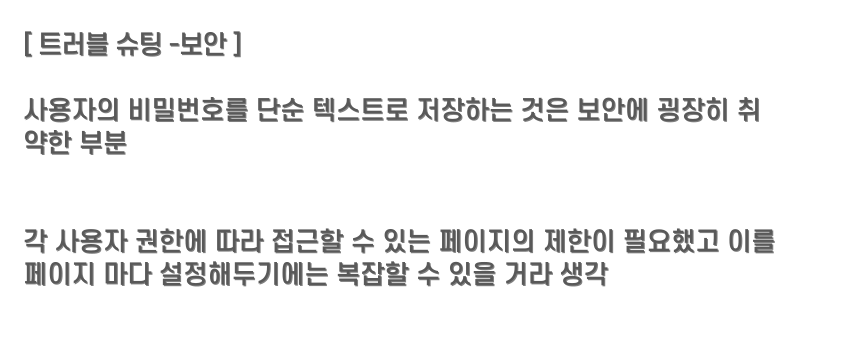 [ 트러블 슈팅 -보안 ]
사용자의 비밀번호를 단순 텍스트로 저장하는 것은 보안에 굉장히 취
약한 부분
각 사용자 권한에 따라 접근할 수 있는 페이지의 제한이 필요했고 이를
페이지 마다 설정해두기에는 복잡할 수 있을 거라 생각